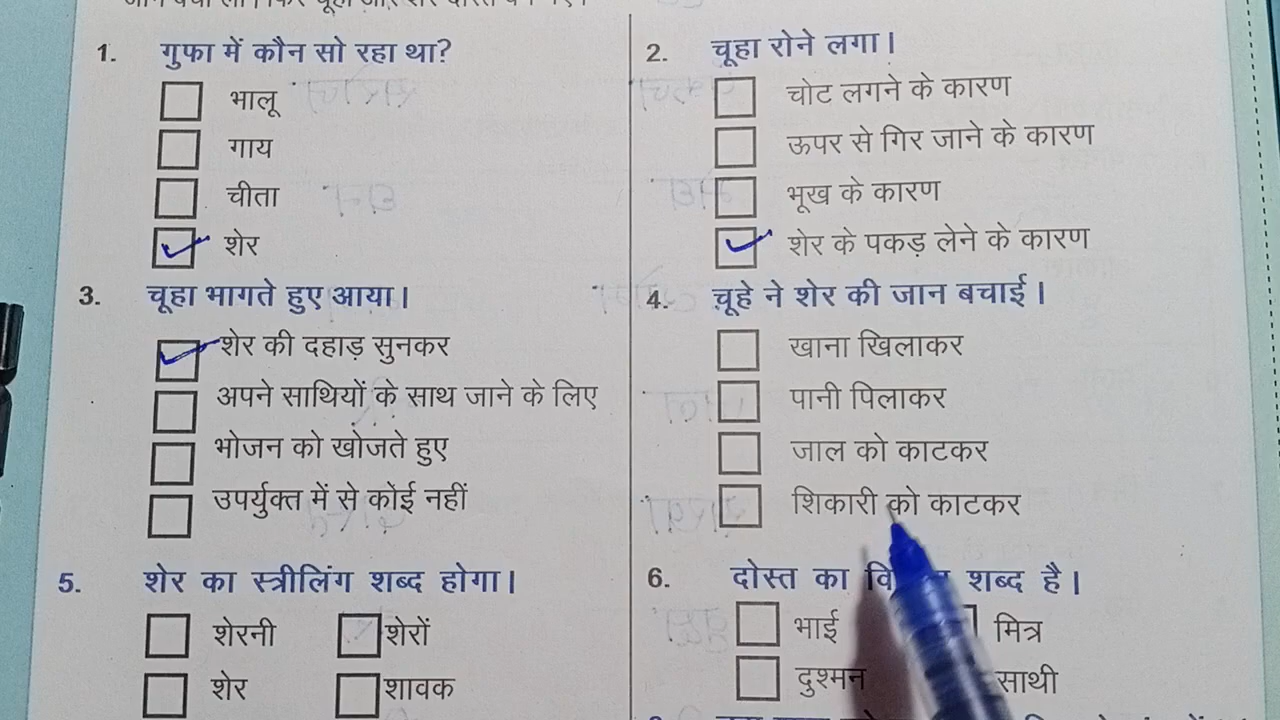 1. गुफा में कौन सो रहा था?
भालू
गाय
चीता
शेर
2. चूहा रोने लगा।
चोट लगने के कारण
ऊपर से गिर जाने के कारण
भूख के कारण
शेर के पकड़ लेने के कारण
3. चूहा भागते हुए आया।
शेर की दहाड़ सुनकर
अपने साथियों के साथ जाने के लिए
भोजन को खोजते हुए
उपर्युक्त में से कोई नहीं
4. चूहे ने शेर की जान बचाई।
खाना खिलाकर
पानी पिलाकर
जाल को काटकर
शिकारी को काटकर
5. शेर का स्त्रीलिंग शब्द होगा।
शेरनी शेरों
शेर शावक
6. दोस्त का शब्द है।
भाई मित्र
दुश्मन साथी